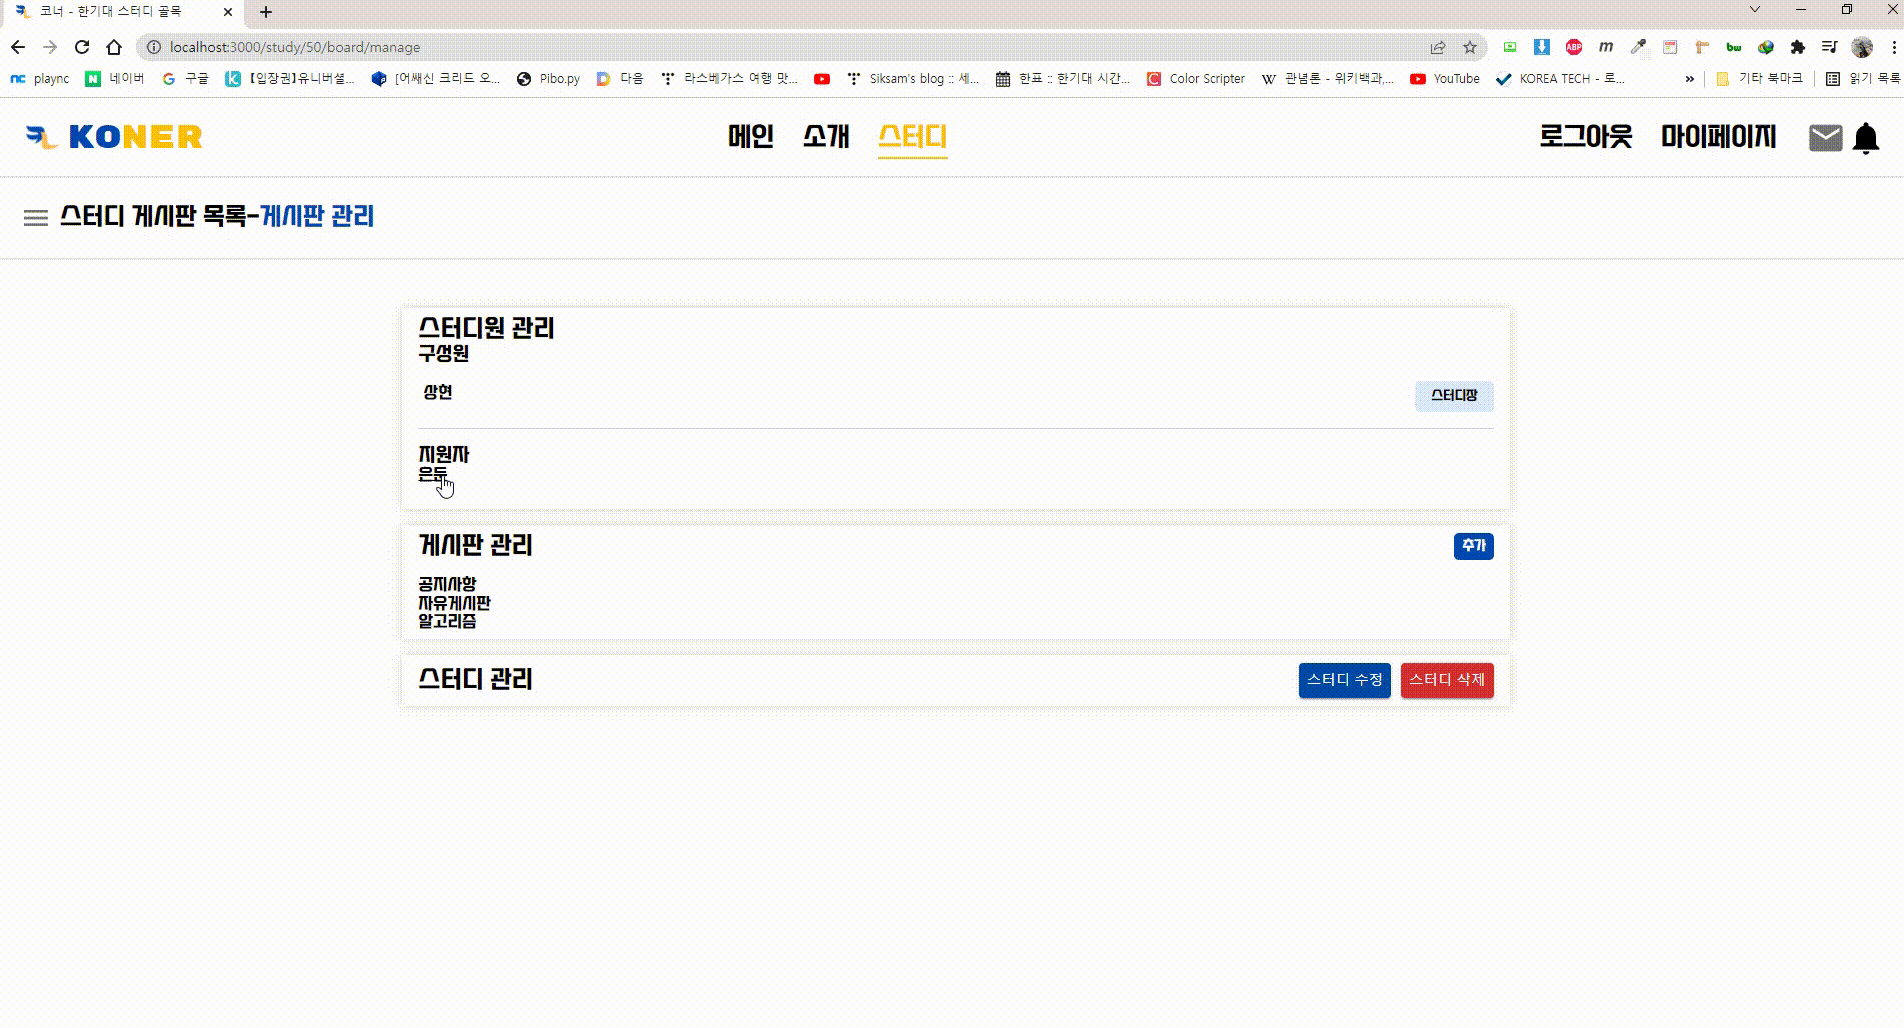 코너 - 한기대 스터디 골목
localhost:3000/study/50/board/manage
plaync 네이버 구글 【입장권】유니버셜... [어쌔신 크리드 오... Pibo.py 다음 라스베가스 여행 맛... Siksam's blog :: 세... 한표 :: 한기대 시간... Color Scripter 관념론 - 위키백과,... YouTube KOREA TECH - 로... » 기타 북마크 읽기 목록
KONER 메인 소개 스터디 로그아웃 마이페이지
스터디 게시판 목록-게시판 관리
스터디원 관리
구성원
상현 스터디장
지원자
은둔
게시판 관리 추가
공지사항
자유게시판
알고리즘
스터디 관리 스터디 수정 스터디 삭제